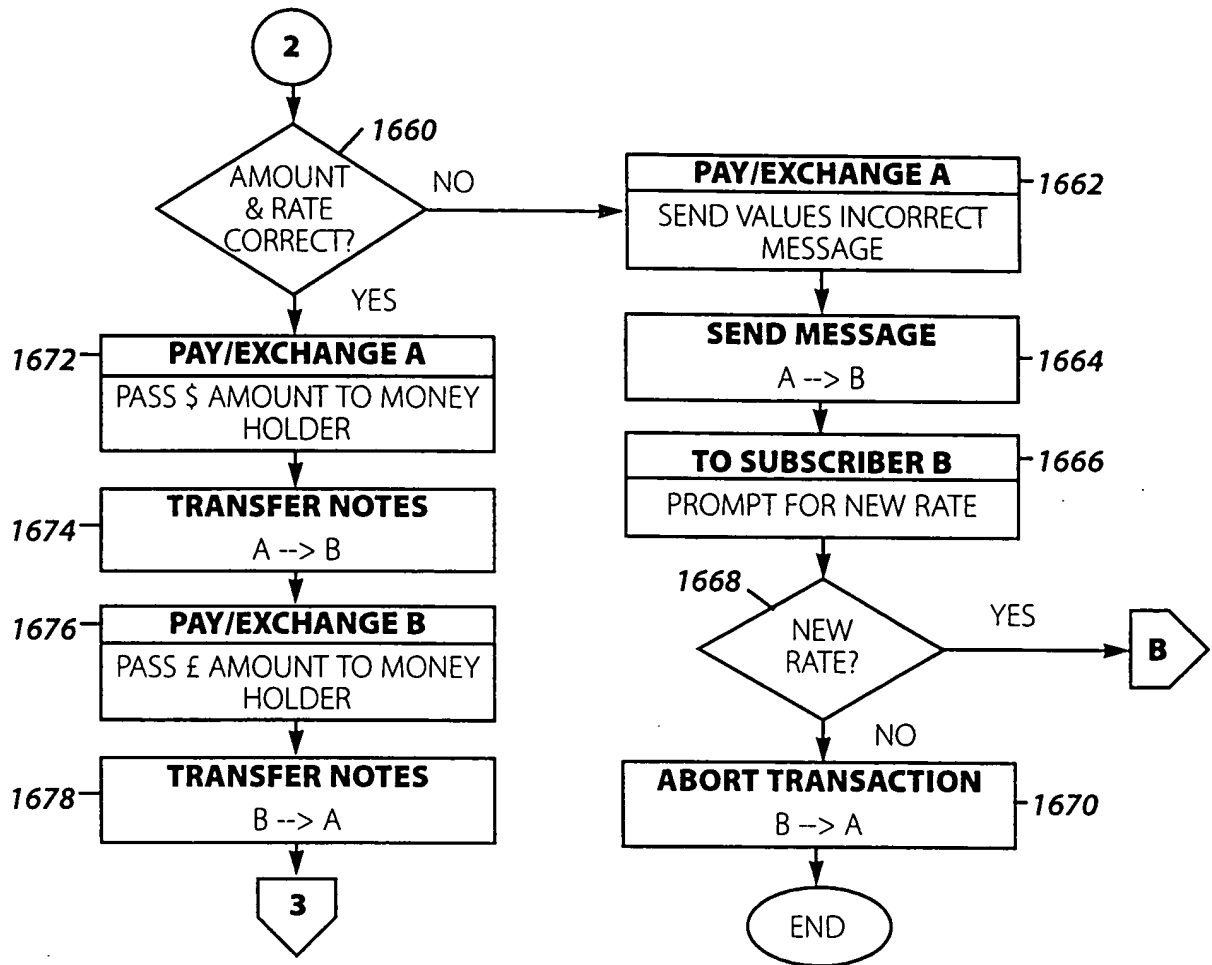 2
1660
AMOUNT
& RATE
CORRECT?
NO
YES
1672
PAY/EXCHANGE A
PASS $ AMOUNT TO MONEY
HOLDER
1674
TRANSFER NOTES
A --> B
1676
PAY/EXCHANGE B
PASS £ AMOUNT TO MONEY
HOLDER
1678
TRANSFER NOTES
B --> A
3
PAY/EXCHANGE A
1662
SEND VALUES INCORRECT
MESSAGE
SEND MESSAGE
1664
A --> B
TO SUBSCRIBER B
1666
PROMPT FOR NEW RATE
1668
NEW
RATE?
YES
B
NO
ABORT TRANSACTION
1670
B --> A
END